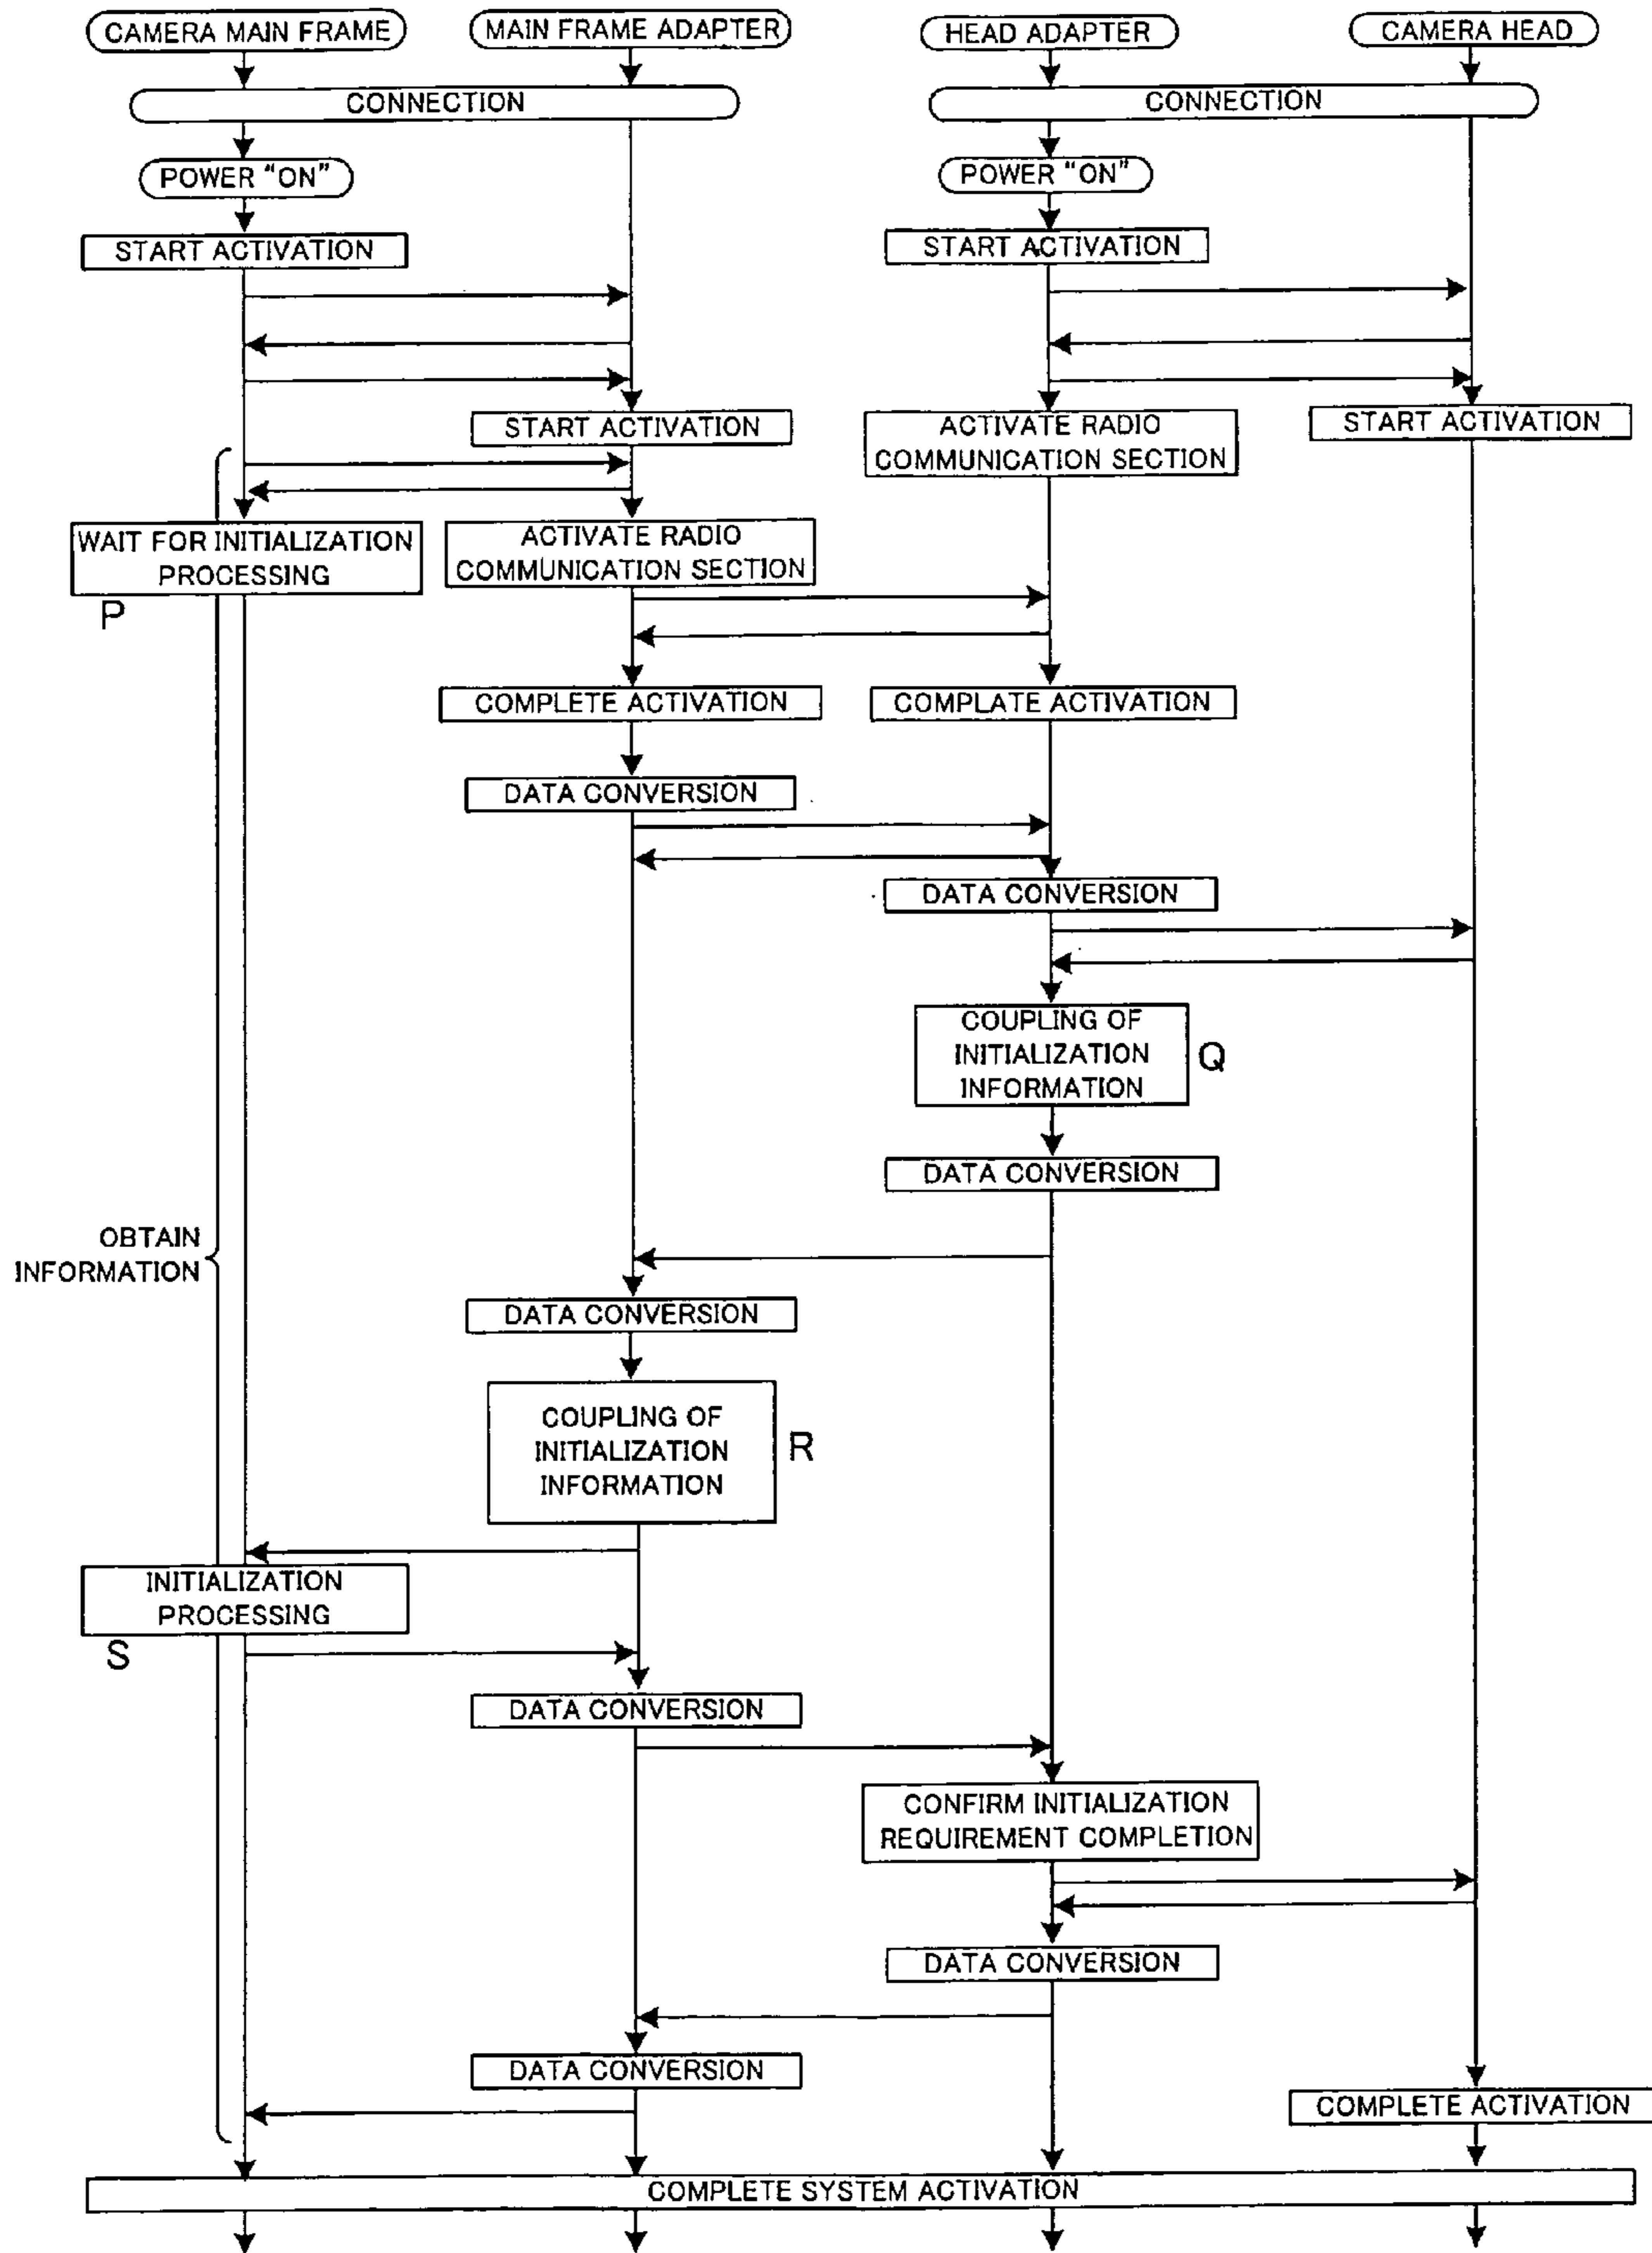 CAMERA MAIN FRAME
MAIN FRAME ADAPTER
HEAD ADAPTER
CAMERA HEAD
CONNECTION
CONNECTION
POWER “ON”
POWER “ON”
START ACTIVATION
START ACTIVATION
START ACTIVATION
ACTIVATE RADIO
COMMUNICATION SECTION
START ACTIVATION
WAIT FOR INITIALIZATION
PROCESSING
P
ACTIVATE RADIO
COMMUNICATION SECTION
COMPLETE ACTIVATION
COMPLATE ACTIVATION
DATA CONVERSION
DATA CONVERSION
COUPLING OF
INITIALIZATION
INFORMATION
Q
DATA CONVERSION
OBTAIN
INFORMATION
DATA CONVERSION
COUPLING OF
INITIALIZATION
INFORMATION
R
INITIALIZATION
PROCESSING
S
DATA CONVERSION
CONFIRM INITIALIZATION
REQUIREMENT COMPLETION
DATA CONVERSION
DATA CONVERSION
COMPLETE ACTIVATION
COMPLETE SYSTEM ACTIVATION